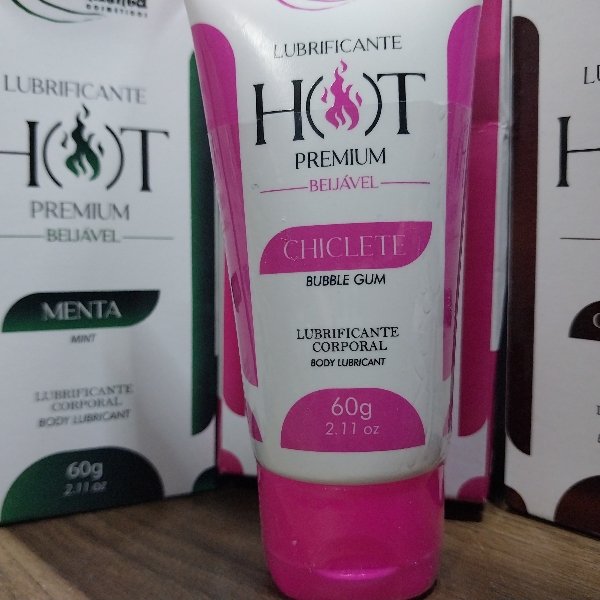 LUBRIFICANTE
HOT
PREMIUM
BEIJÁVEL
MENTA
MINT
LUBRIFICANTE
CORPORAL
BODY LUBRICANT
60g
2.11 oz
LUBRIFICANTE
HOT
PREMIUM
BEIJÁVEL
CHICLETE
BUBBLE GUM
LUBRIFICANTE
CORPORAL
BODY LUBRICANT
60g
2.11 oz